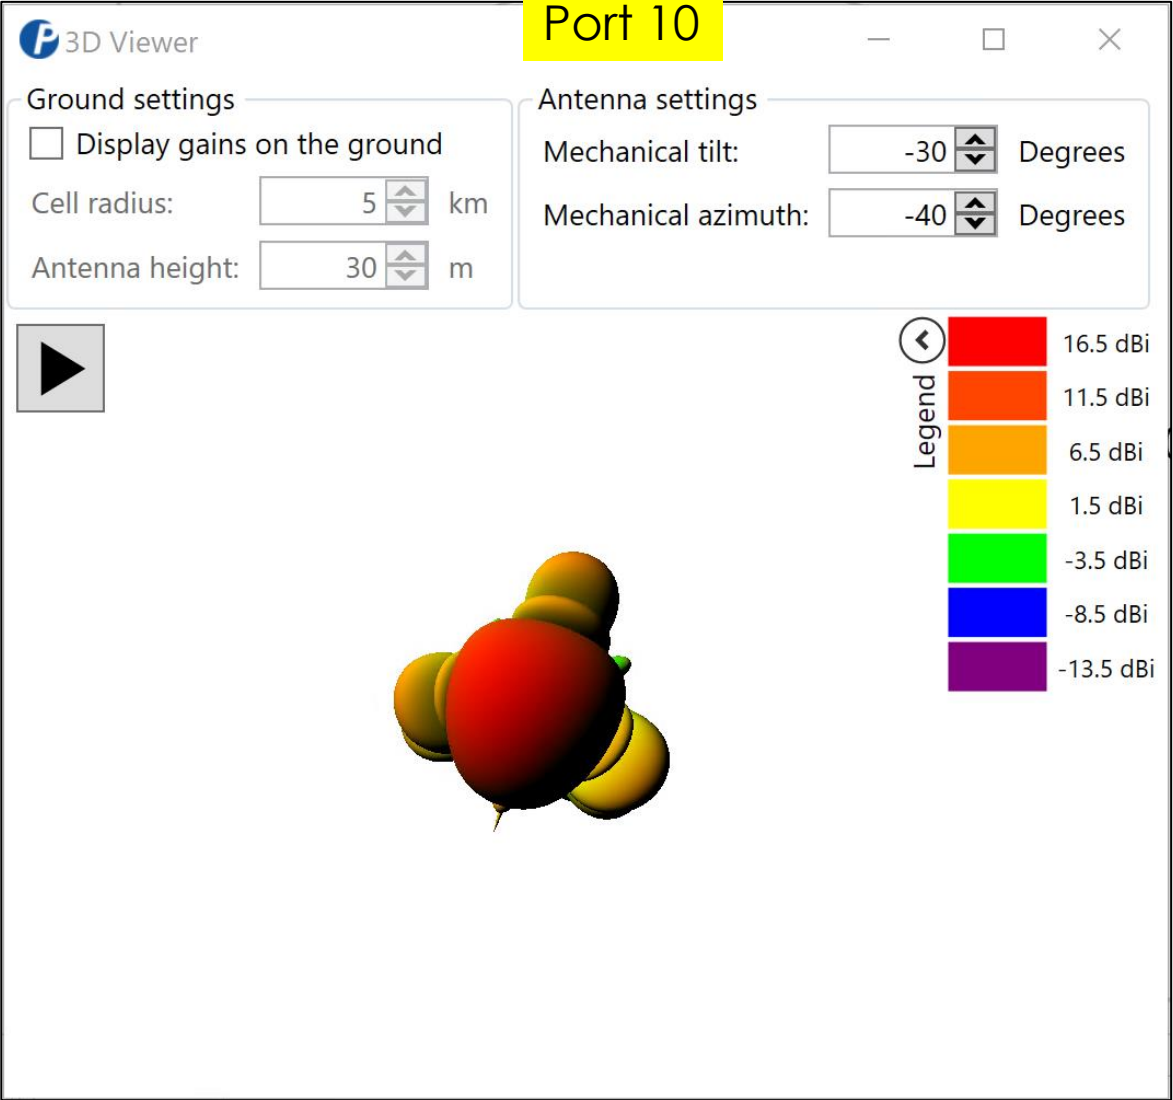 Port 10
3D Viewer
Ground settings
Display gains on the ground
Cell radius: 5 km
Antenna height: 30 m
Antenna settings
Mechanical tilt: -30 Degrees
Mechanical azimuth: -40 Degrees
Legend
16.5 dBi
11.5 dBi
6.5 dBi
1.5 dBi
-3.5 dBi
-8.5 dBi
-13.5 dBi